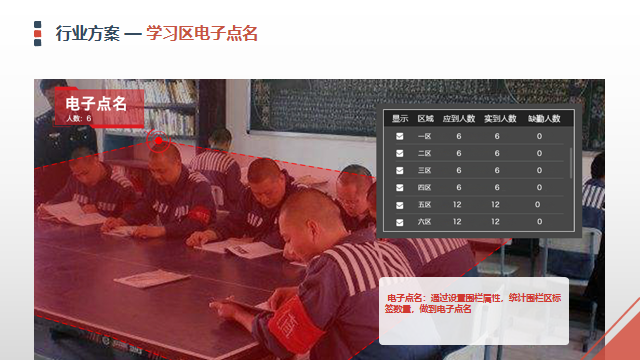 行业方案 — 学习区电子点名
电子点名
人数: 6
显示 区域 应到人数 实到人数 缺勤人数
一区 6 6 0
二区 6 6 0
三区 6 6 0
四区 6 6 0
五区 12 12 0
六区 12 12 0
电子点名：通过设置围栏属性，统计围栏区标
签数量，做到电子点名